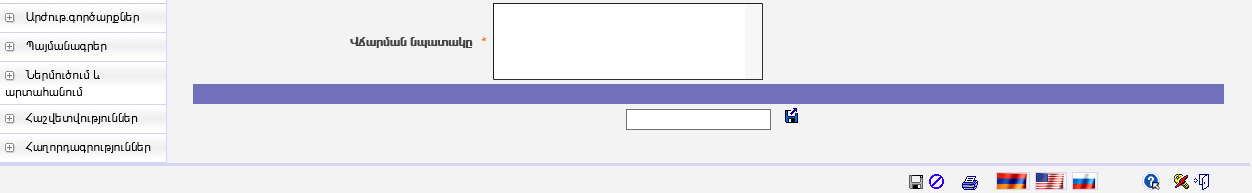 Արժութ.գործարքներ
Պայմանագրեր
Ներմուծում և
արտահանում
Հաշվետվություններ
Հաղորդագրություններ
Վճարման նպատակը *